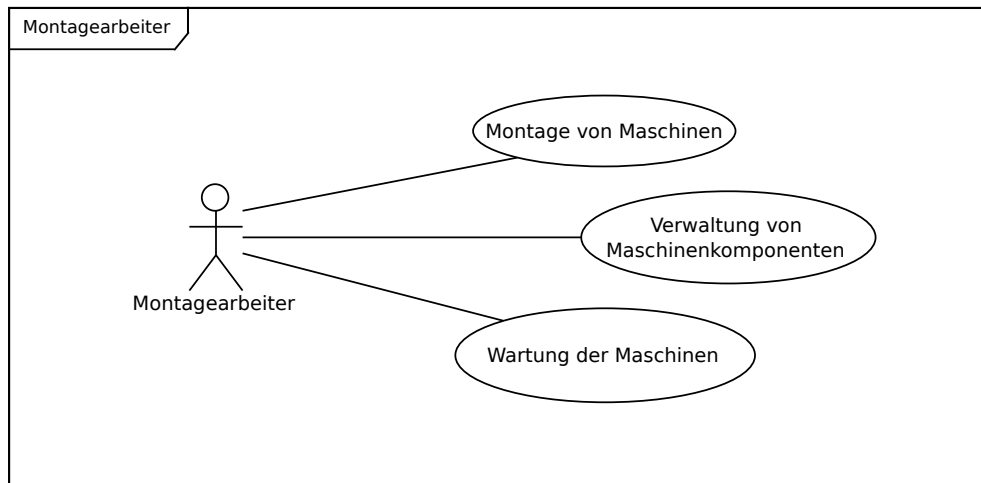 Montagearbeiter
Montage von Maschinen
Verwaltung von
Maschinenkomponenten
Montagearbeiter
Wartung der Maschinen